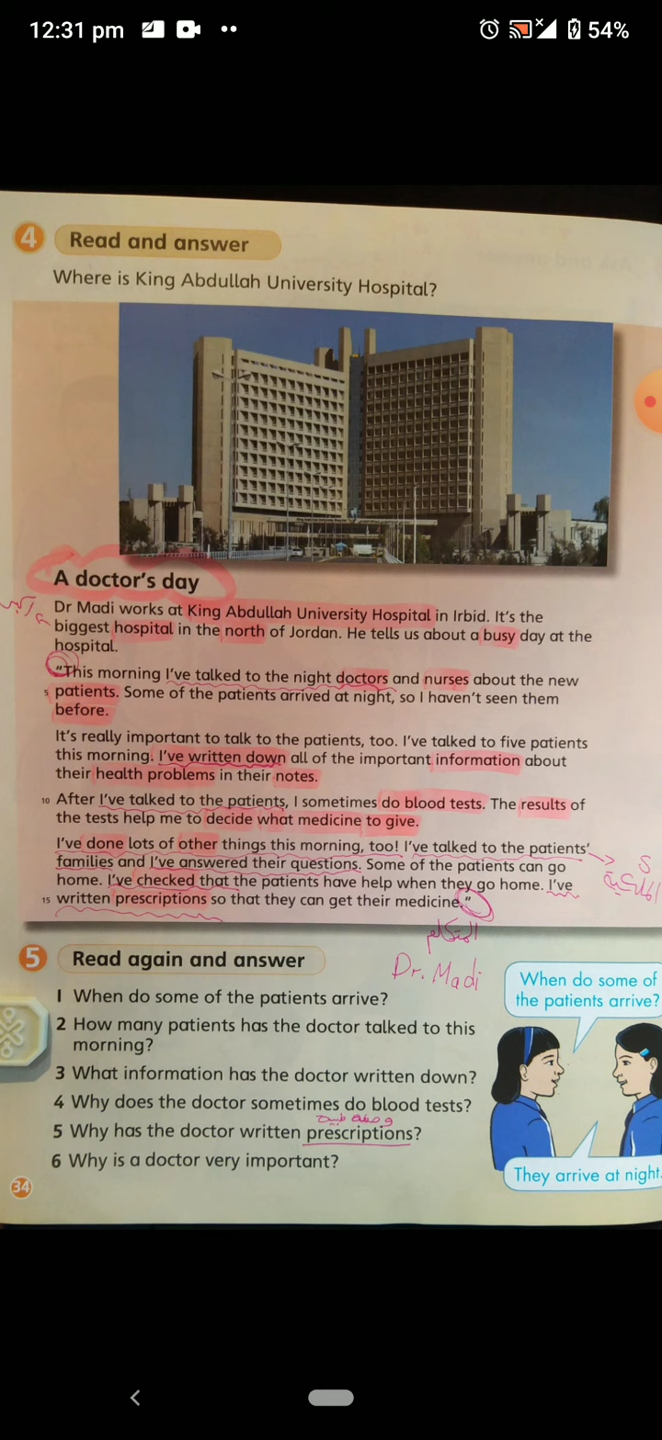 12:31 pm
54%
4 Read and answer
Where is King Abdullah University Hospital?
A doctor's day
Dr Madi works at King Abdullah University Hospital in Irbid. It's the
biggest hospital in the north of Jordan. He tells us about a busy day at the
hospital.
"This morning I've talked to the night doctors and nurses about the new
5 patients. Some of the patients arrived at night, so I haven't seen them
before.
It's really important to talk to the patients, too. I've talked to five patients
this morning. I've written down all of the important information about
their health problems in their notes.
10 After I've talked to the patients, I sometimes do blood tests. The results of
the tests help me to decide what medicine to give.
I've done lots of other things this morning, too! I've talked to the patients'
families and I've answered their questions. Some of the patients can go
home. I've checked that the patients have help when they go home. I've
15 written prescriptions so that they can get their medicine."
S
المتكلم
Dr. Madi
5 Read again and answer
1 When do some of the patients arrive?
2 How many patients has the doctor talked to this
morning?
3 What information has the doctor written down?
4 Why does the doctor sometimes do blood tests?
5 Why has the doctor written prescriptions?
6 Why is a doctor very important?
When do some of
the patients arrive?
They arrive at night.
34